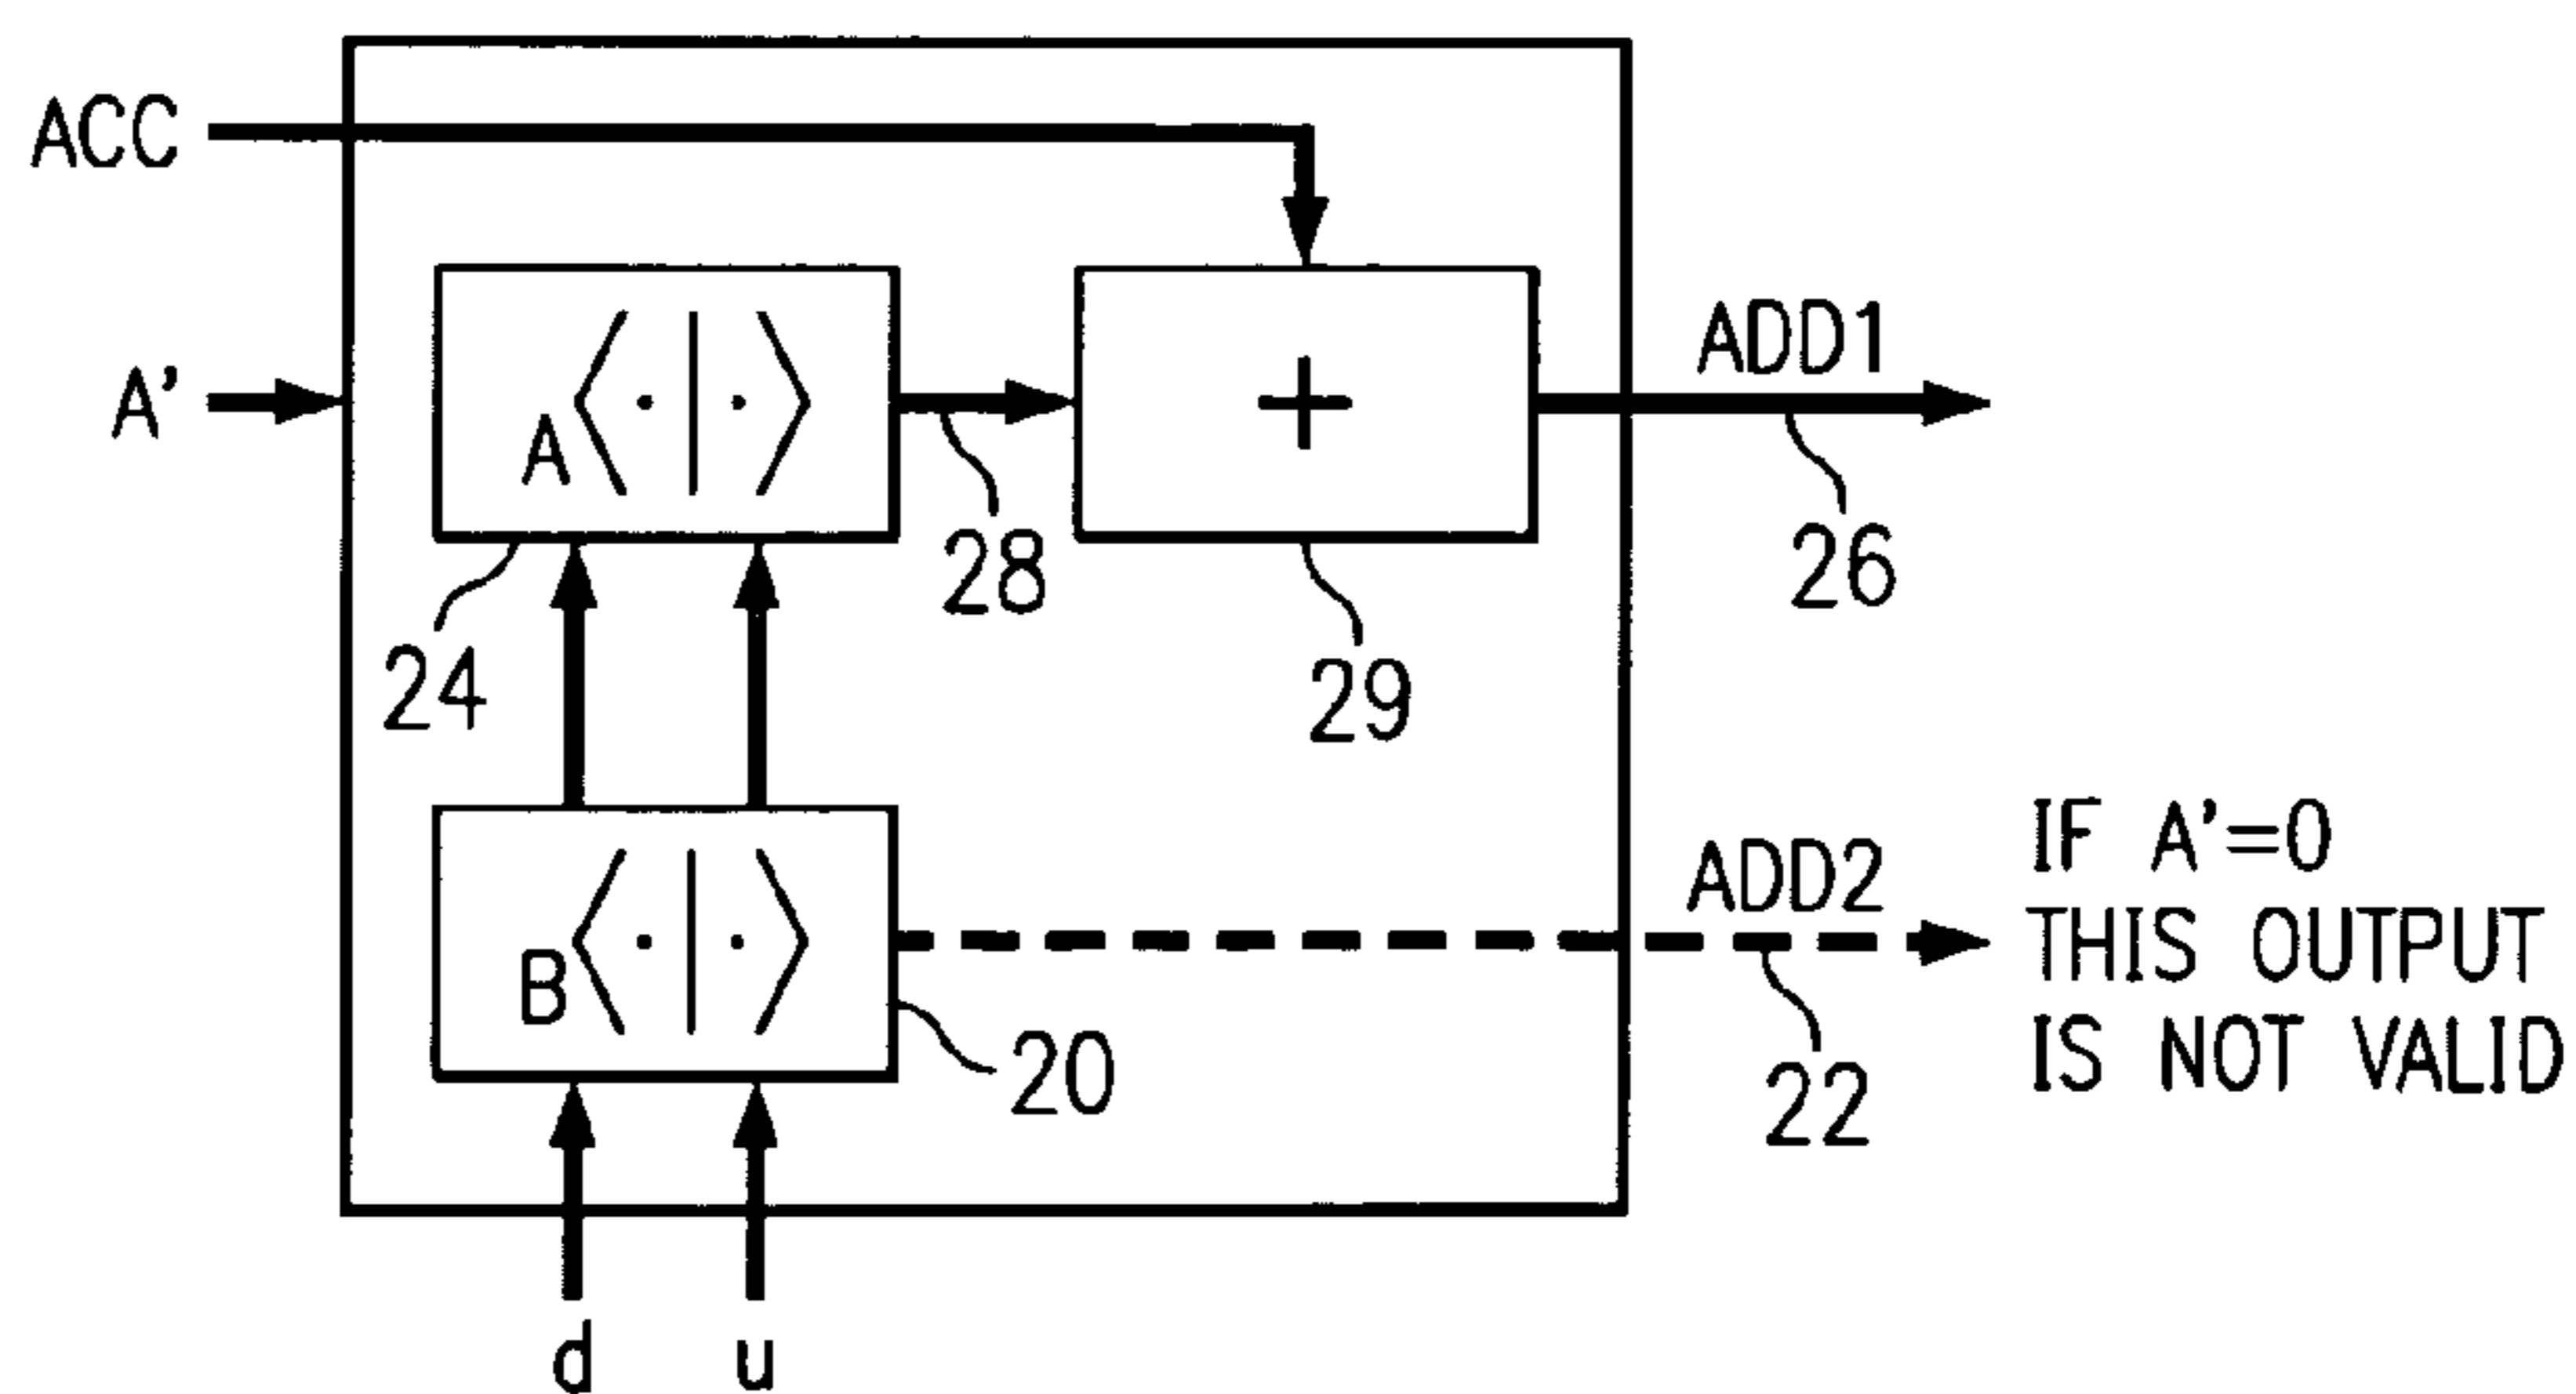 ACC
A'
A⟨·|·⟩
+
ADD1
28
26
24
29
B⟨·|·⟩
ADD2
IF A'=0
THIS OUTPUT
IS NOT VALID
20
22
d u